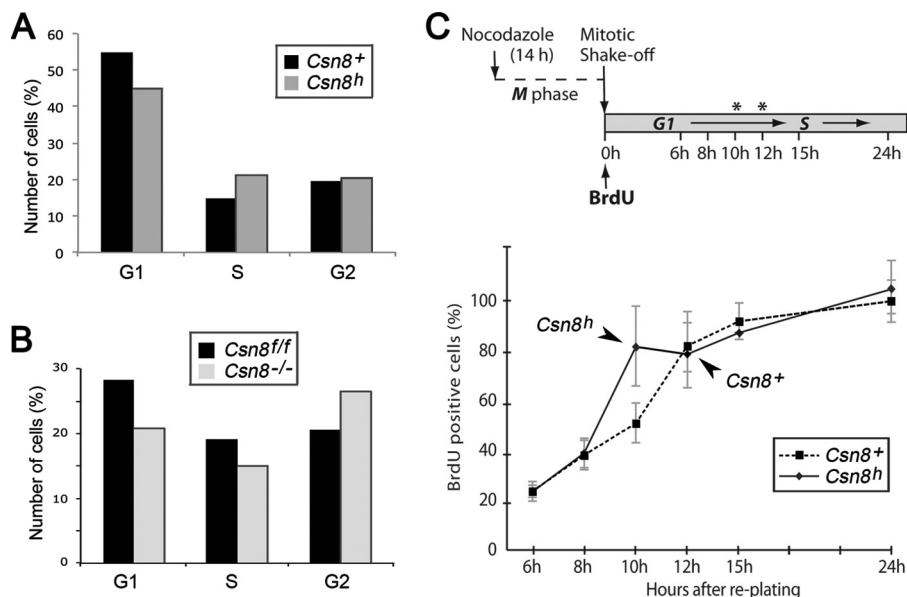 A
Number of cells (%)
60
50
40
30
20
10
0
G1 S G2
Csn8+
Csn8h
B
Number of cells (%)
30
20
10
0
G1 S G2
Csn8f/f
Csn8-/-
C
Nocodazole
(14 h)
Mitotic
Shake-off
M phase
* *
G1 S
0h 6h 8h 10h 12h 15h 24h
BrdU
BrdU positive cells (%)
100
80
60
40
20
0
Csn8h
Csn8+
Csn8+
Csn8h
6h 8h 10h 12h 15h 24h
Hours after re-plating